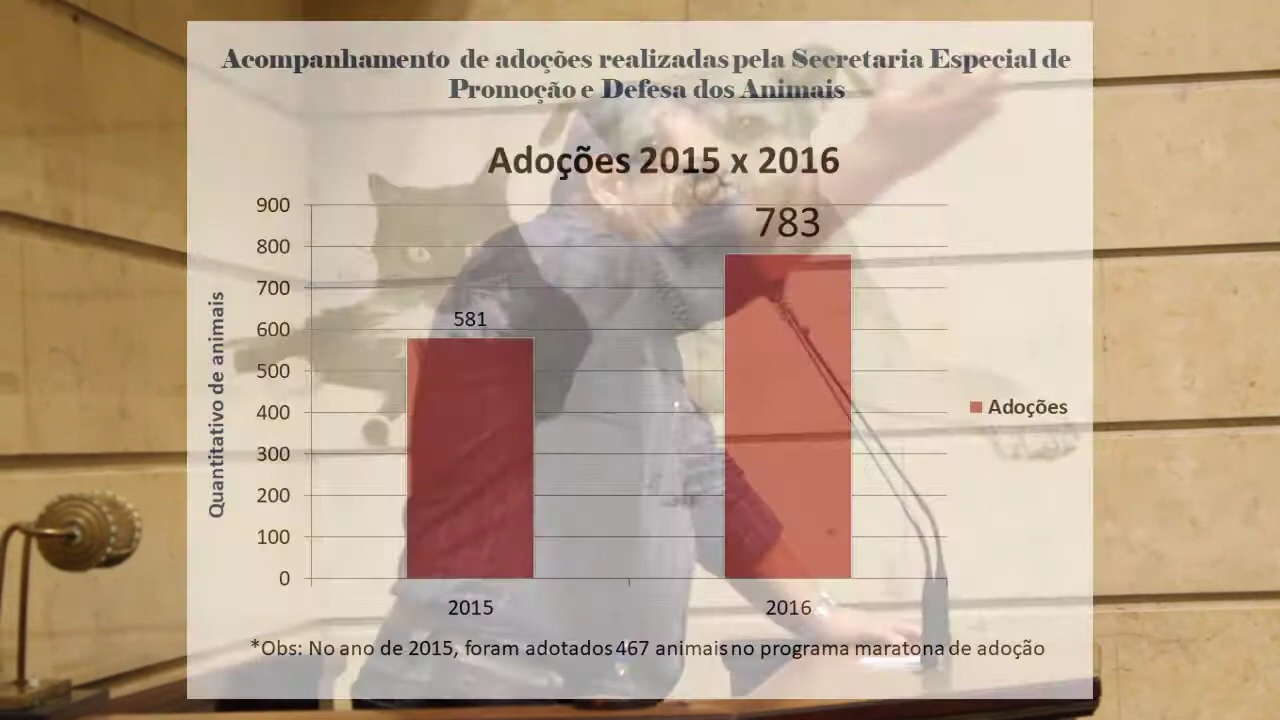 Acompanhamento de adoções realizadas pela Secretaria Especial de
Promoção e Defesa dos Animais
Adoções 2015 x 2016
Quantitativo de animais
900
800
700
600
500
400
300
200
100
0
581
783
2015
2016
Adoções
*Obs: No ano de 2015, foram adotados 467 animais no programa maratona de adoção